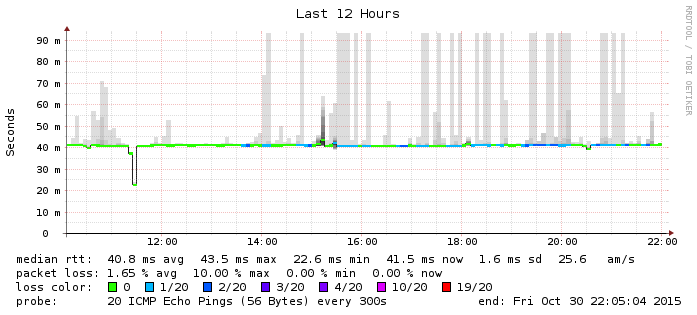 Last 12 Hours
RRDTOOL / TOBI OETIKER
Seconds
90 m
80 m
70 m
60 m
50 m
40 m
30 m
20 m
10 m
0
12:00 14:00 16:00 18:00 20:00 22:00
median rtt: 40.8 ms avg 43.5 ms max 22.6 ms min 41.5 ms now 1.6 ms sd 25.6 am/s
packet loss: 1.65 % avg 10.00 % max 0.00 % min 0.00 % now
loss color: 0 1/20 2/20 3/20 4/20 10/20 19/20
probe: 20 ICMP Echo Pings (56 Bytes) every 300s end: Fri Oct 30 22:05:04 2015